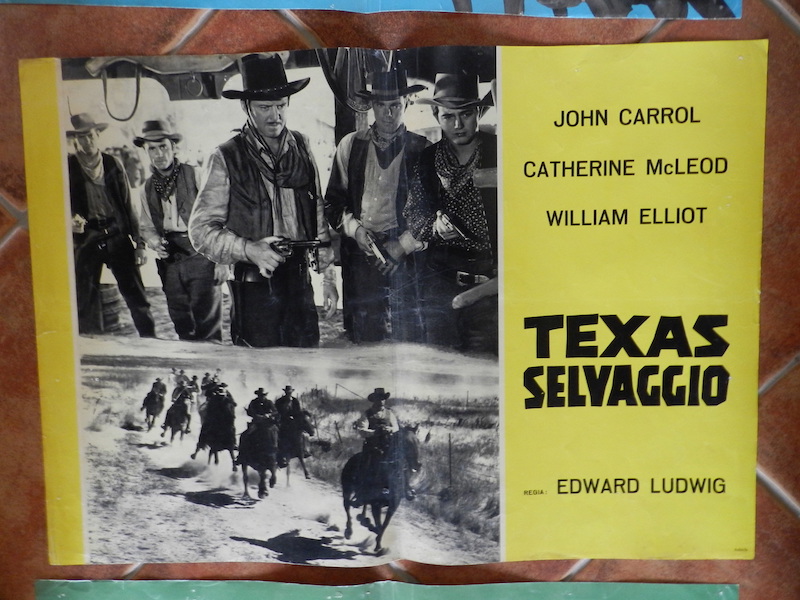 JOHN CARROL
CATHERINE McLEOD
WILLIAM ELLIOT
TEXAS
SELVAGGIO
REGIA: EDWARD LUDWIG